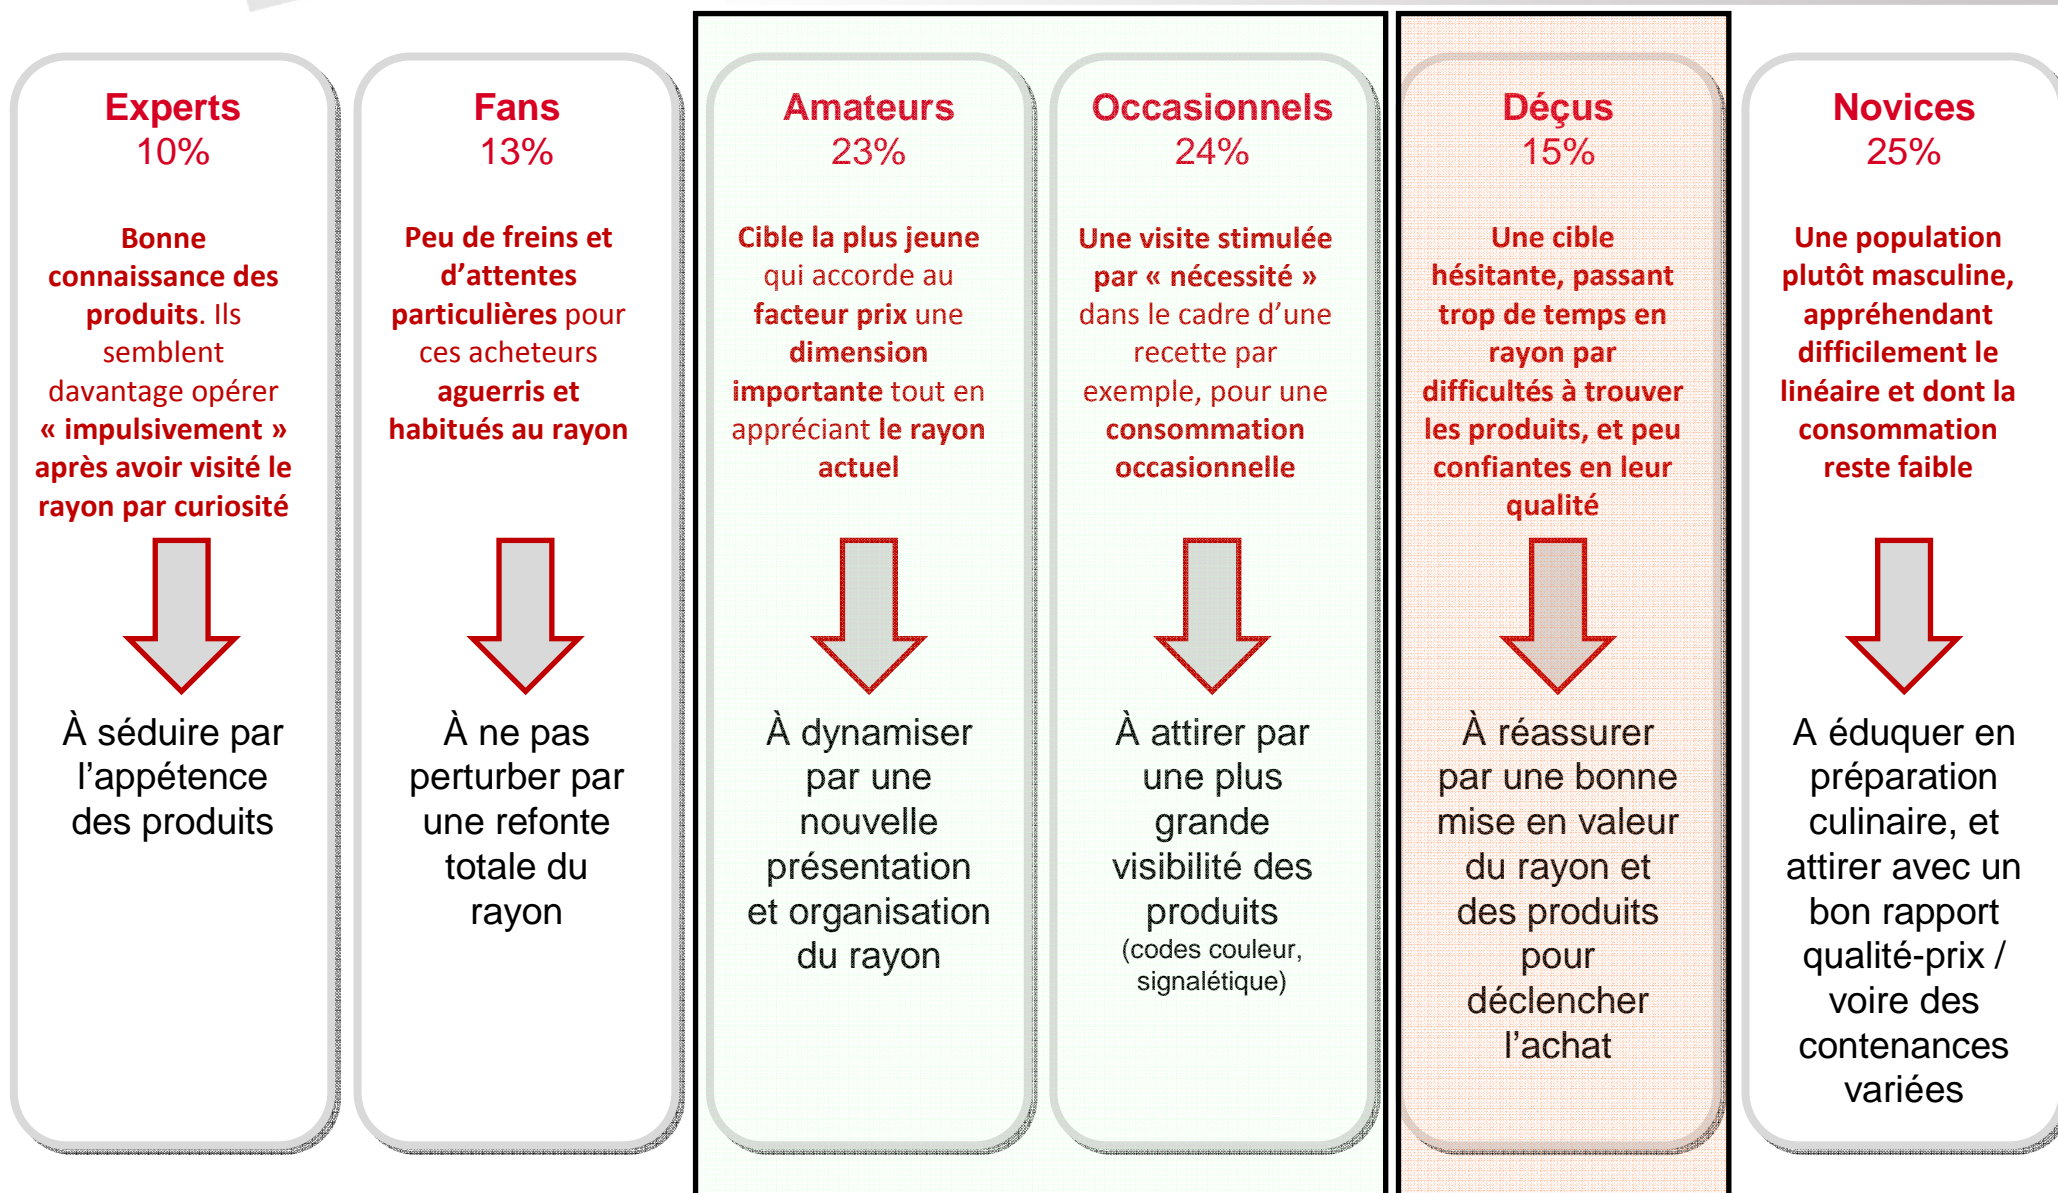 Experts
10%
Bonne
connaissance des
produits. Ils
semblent
davantage opérer
« impulsivement »
après avoir visité le
rayon par curiosité
À séduire par
l’appétence
des produits
Fans
13%
Peu de freins et
d’attentes
particulières pour
ces acheteurs
aguerris et
habitués au rayon
À ne pas
perturber par
une refonte
totale du
rayon
Amateurs
23%
Cible la plus jeune
qui accorde au
facteur prix une
dimension
importante tout en
appréciant le rayon
actuel
À dynamiser
par une
nouvelle
présentation
et organisation
du rayon
Occasionnels
24%
Une visite stimulée
par « nécessité »
dans le cadre d’une
recette par
exemple, pour une
consommation
occasionnelle
À attirer par
une plus
grande
visibilité des
produits
(codes couleur,
signalétique)
Déçus
15%
Une cible
hésitante, passant
trop de temps en
rayon par
difficultés à trouver
les produits, et peu
confiantes en leur
qualité
À réassurer
par une bonne
mise en valeur
du rayon et
des produits
pour
déclencher
l’achat
Novices
25%
Une population
plutôt masculine,
appréhendant
difficilement le
linéaire et dont la
consommation
reste faible
A éduquer en
préparation
culinaire, et
attirer avec un
bon rapport
qualité-prix /
voire des
contenances
variées